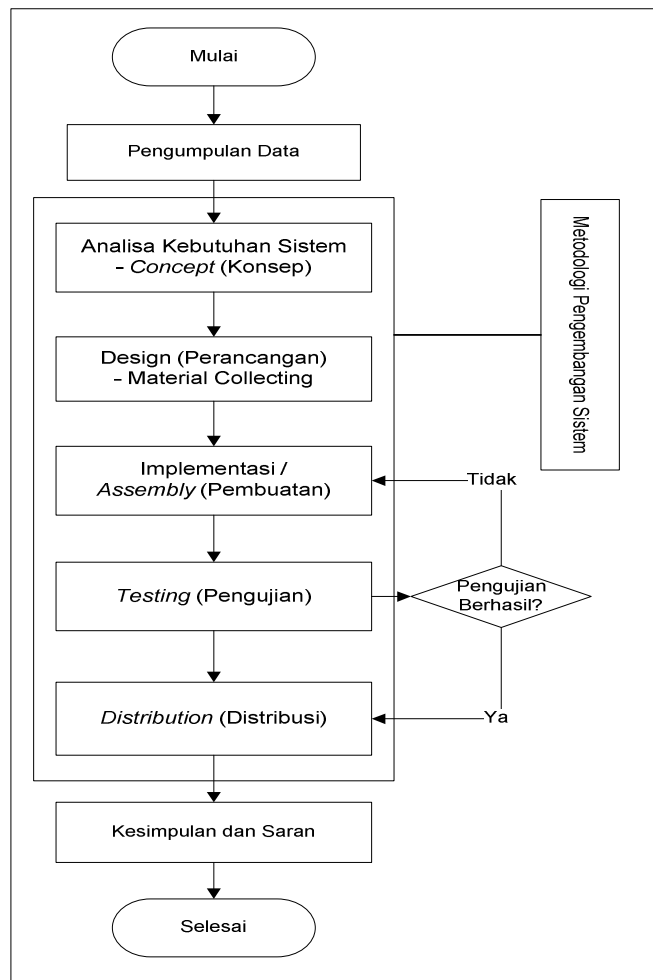 Mulai
Pengumpulan Data
Analisa Kebutuhan Sistem
– Concept (Konsep)
Metodologi Pengembangan Sistem
Design (Perancangan)
– Material Collecting
Implementasi /
Assembly (Pembuatan)
Tidak
Testing (Pengujian)
Pengujian
Berhasil?
Distribution (Distribusi)
Ya
Kesimpulan dan Saran
Selesai